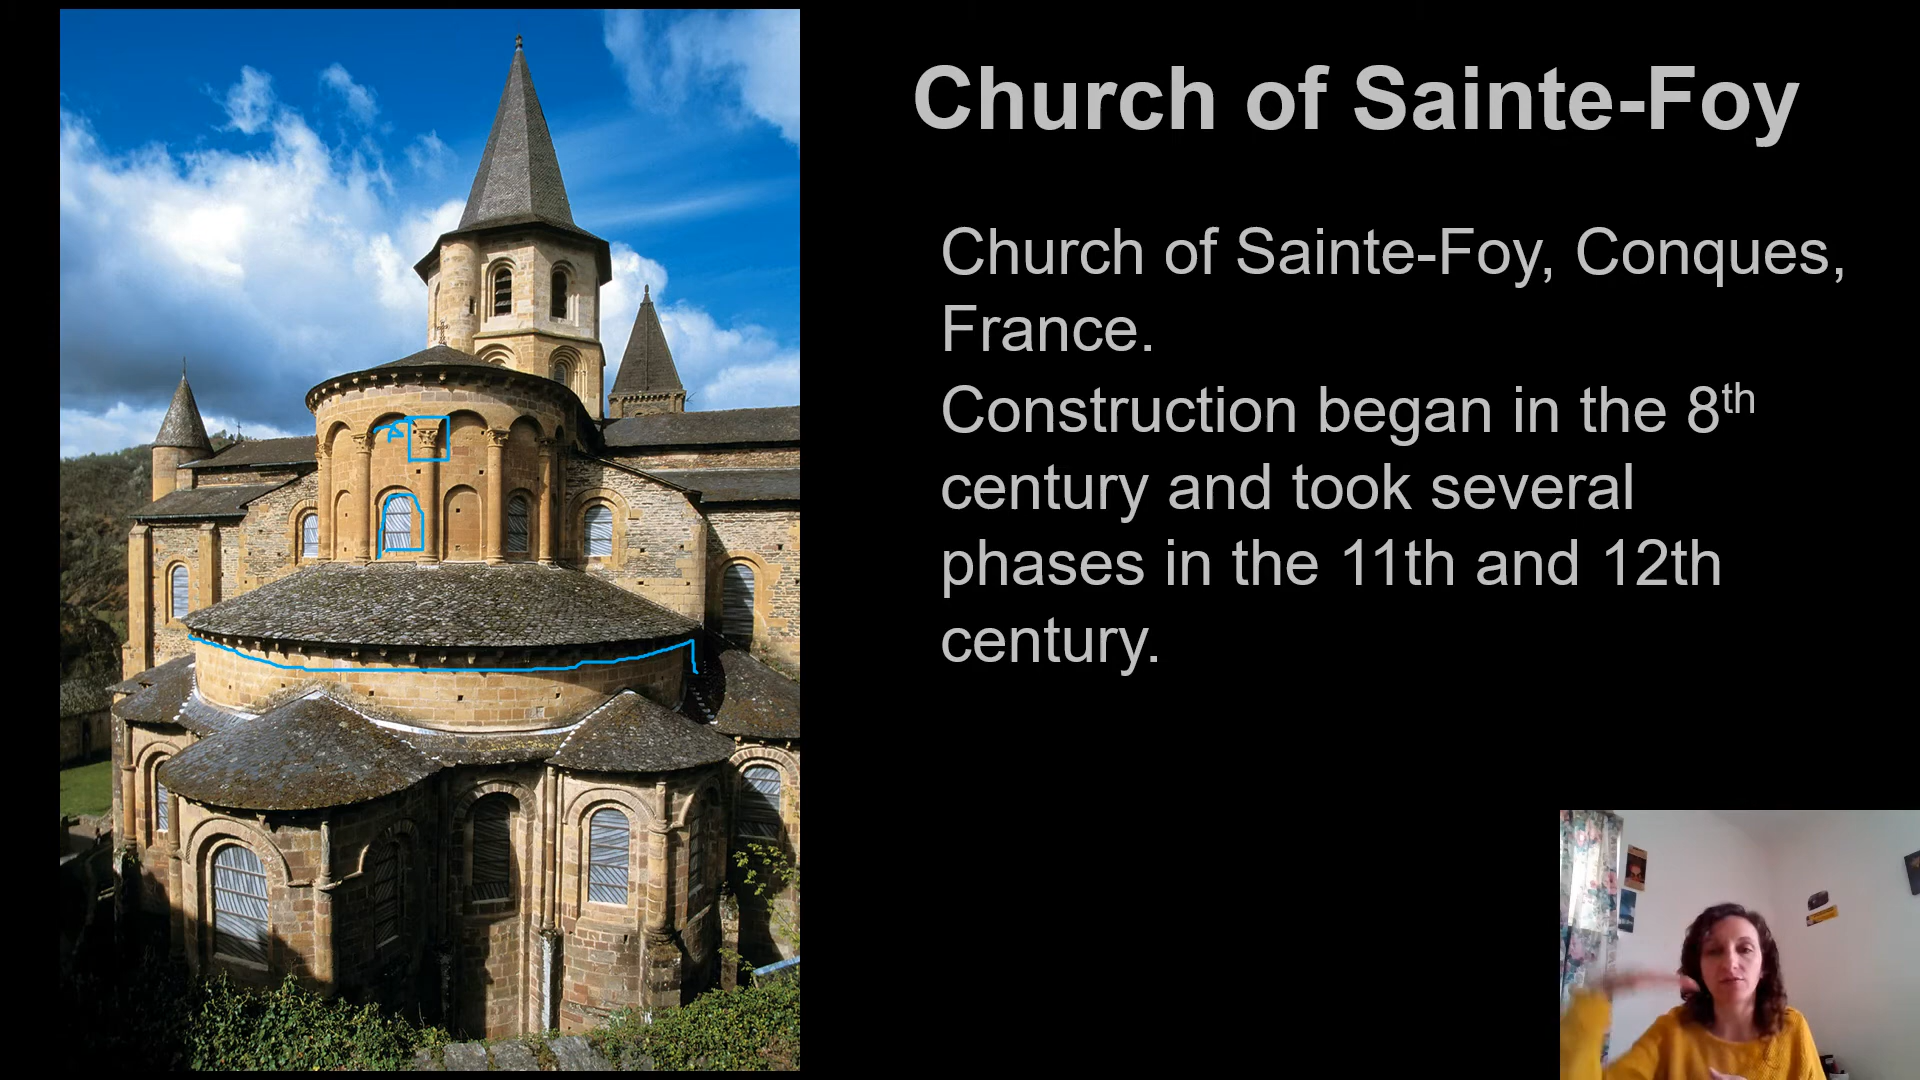 Church of Sainte-Foy
Church of Sainte-Foy, Conques,
France.
Construction began in the 8th
century and took several
phases in the 11th and 12th
century.